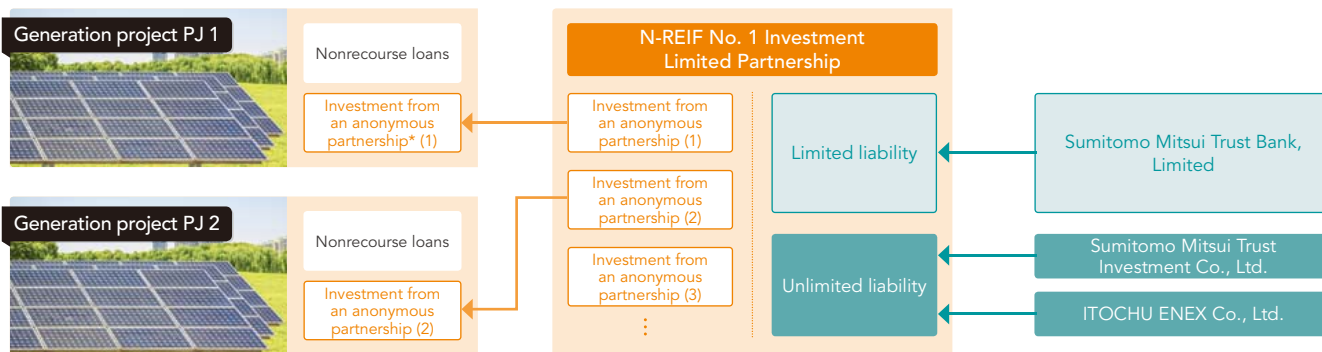 Generation project PJ 1
Nonrecourse loans
Investment from
an anonymous
partnership* (1)
Generation project PJ 2
Nonrecourse loans
Investment from
an anonymous
partnership (2)
N-REIF No. 1 Investment
Limited Partnership
Investment from
an anonymous
partnership (1)
Investment from
an anonymous
partnership (2)
Investment from
an anonymous
partnership (3)
⋮
Limited liability
Unlimited liability
Sumitomo Mitsui Trust Bank,
Limited
Sumitomo Mitsui Trust
Investment Co., Ltd.
ITOCHU ENEX Co., Ltd.